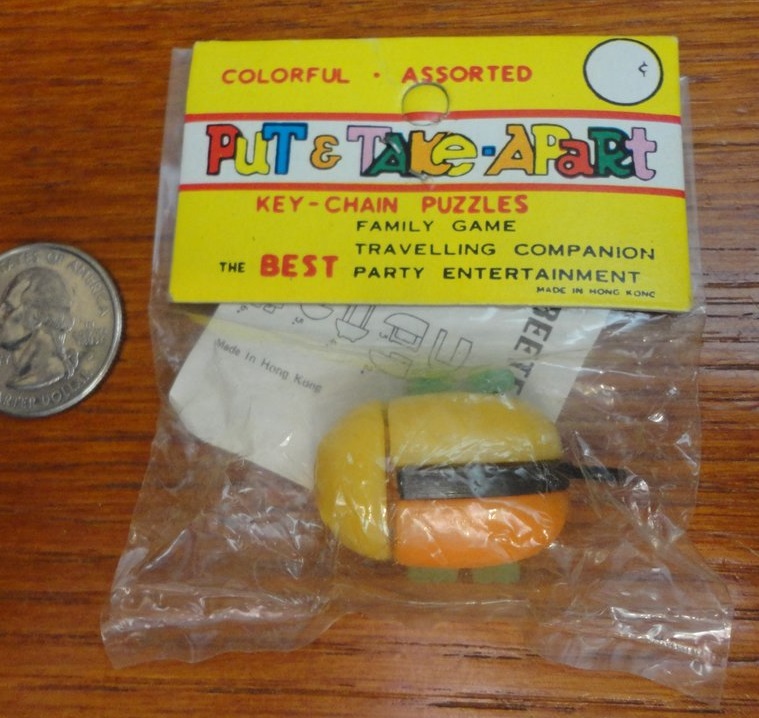 COLORFUL · ASSORTED
¢
PUT & TAKE-APART
KEY-CHAIN PUZZLES
FAMILY GAME
TRAVELLING COMPANION
THE BEST PARTY ENTERTAINMENT
MADE IN HONG KONG
Made in Hong Kong